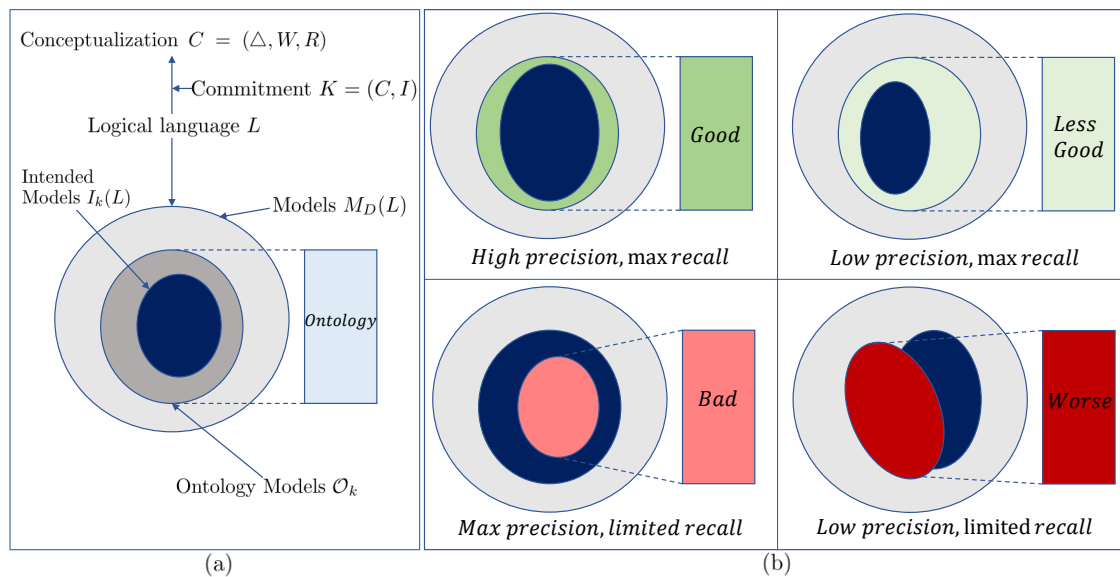 Conceptualization C = (△, W, R)
Commitment K = (C, I)
Logical language L
Intended
Models I_k(L)
Models M_D(L)
Ontology
Ontology Models 𝒪_k
(a)
Good
High precision, max recall
Less
Good
Low precision, max recall
Bad
Max precision, limited recall
Worse
Low precision, limited recall
(b)